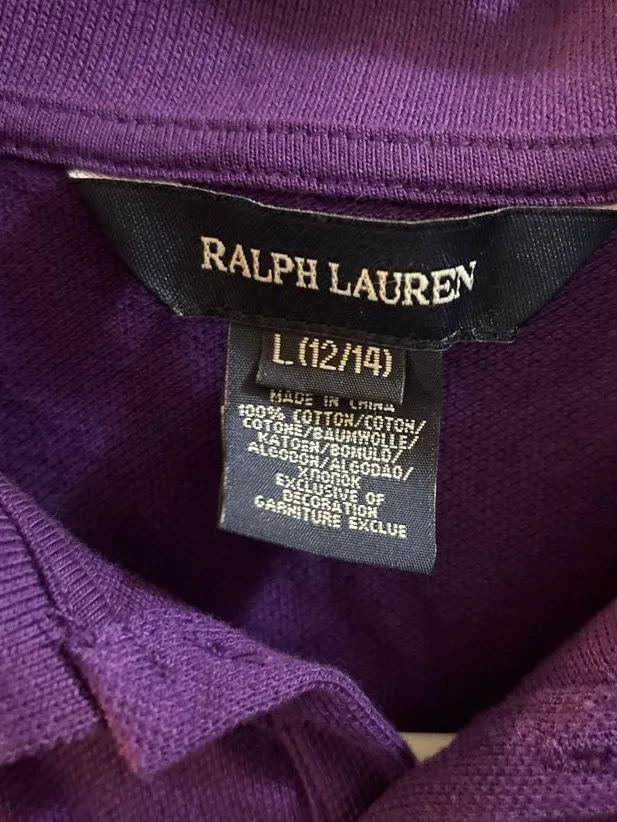 RALPH LAUREN
L (12/14)
MADE IN CHINA
100% COTTON/COTON/
COTONE/BAUMWOLLE/
KATOEN/BOMULD/
ALGODON/ALGODAO/
ХЛОПОК
EXCLUSIVE OF
DECORATION
GARNITURE EXCLUE